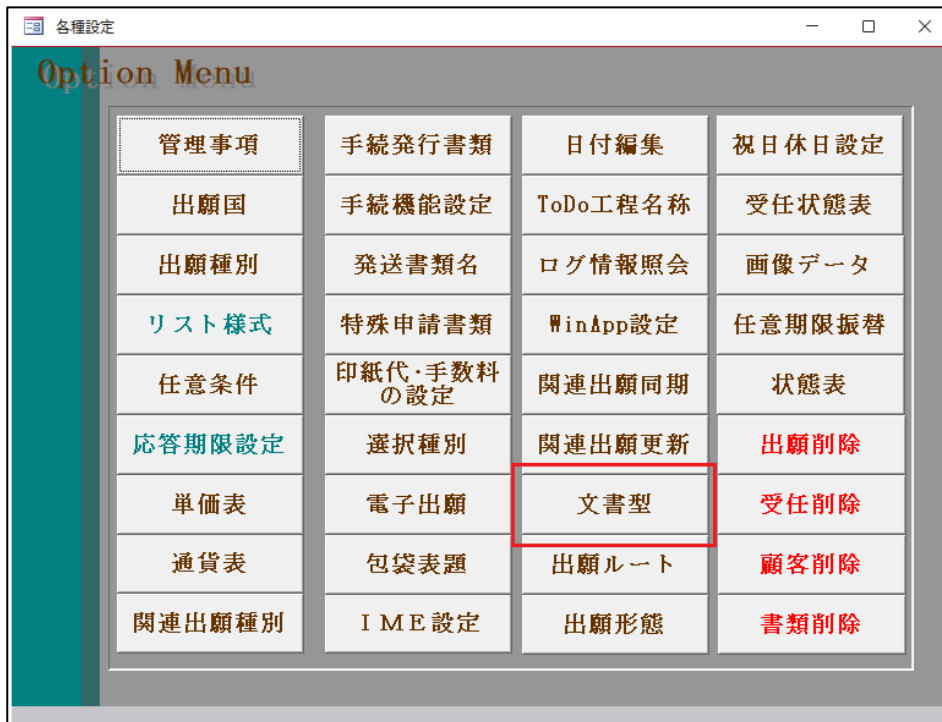 各種設定
Option Menu
管理事項 手続発行書類 日付編集 祝日休日設定
出願国 手続機能設定 ToDo工程名称 受任状態表
出願種別 発送書類名 ログ情報照会 画像データ
リスト様式 特殊申請書類 WinApp設定 任意期限振替
任意条件 印紙代・手数料の設定 関連出願同期 状態表
応答期限設定 選択種別 関連出願更新 出願削除
単価表 電子出願 文書型 受任削除
通貨表 包袋表題 出願ルート 顧客削除
関連出願種別 ＩＭＥ設定 出願形態 書類削除